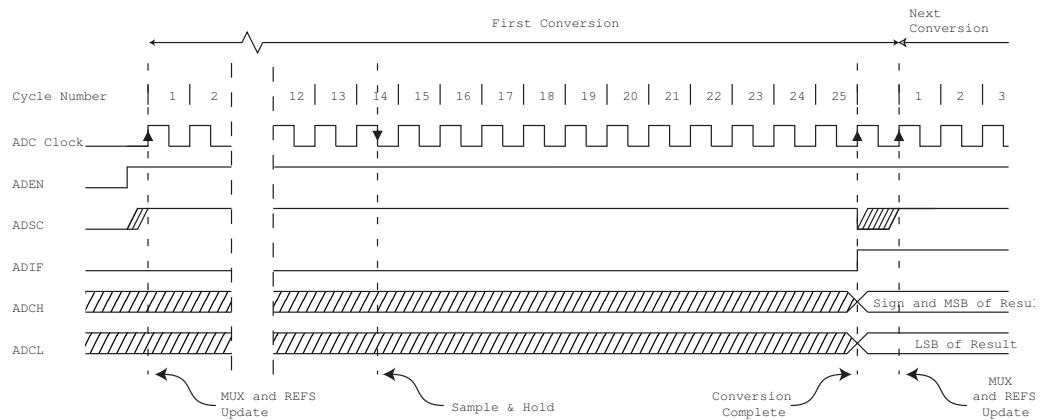 First Conversion
Next
Conversion
Cycle Number 1 2 12 13 14 15 16 17 18 19 20 21 22 23 24 25 1 2 3
ADC Clock
ADEN
ADSC
ADIF
ADCH
Sign and MSB of Resul
ADCL
LSB of Result
MUX and REFS
Update
Sample & Hold
Conversion
Complete
MUX
and REFS
Update